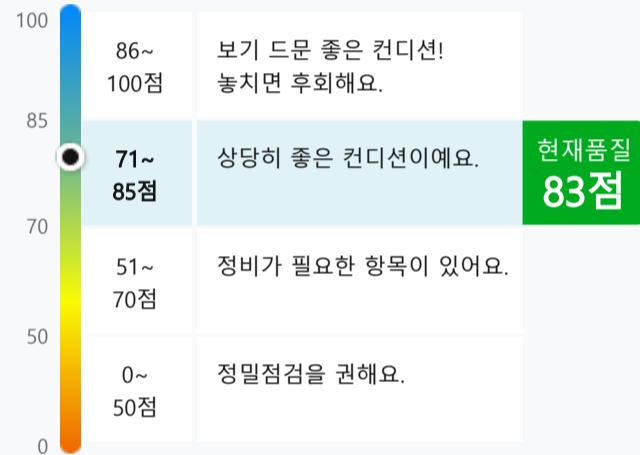 100
86~
100점
보기 드문 좋은 컨디션!
놓치면 후회해요.
85
71~
85점
상당히 좋은 컨디션이예요.
현재품질
83점
70
51~
70점
정비가 필요한 항목이 있어요.
50
0~
50점
정밀점검을 권해요.
0